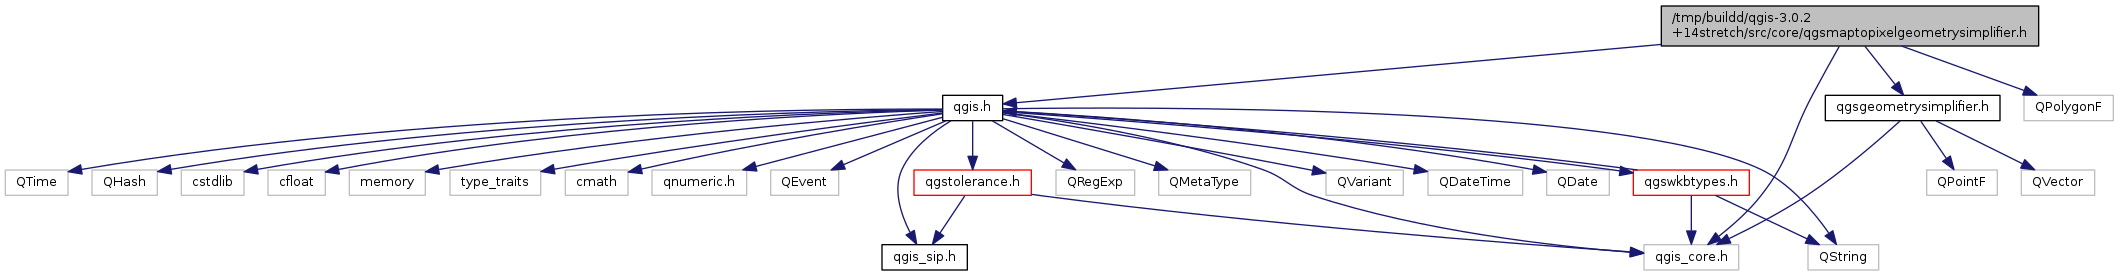 /tmp/buildd/qgis-3.0.2
+14stretch/src/core/qgsmaptopixelgeometrysimplifier.h
qgis.h
qgsgeometrysimplifier.h
QPolygonF
QTime
QHash
cstdlib
cfloat
memory
type_traits
cmath
qnumeric.h
QEvent
qgstolerance.h
QRegExp
QMetaType
QVariant
QDateTime
QDate
qgswkbtypes.h
QPointF
QVector
qgis_sip.h
qgis_core.h
QString